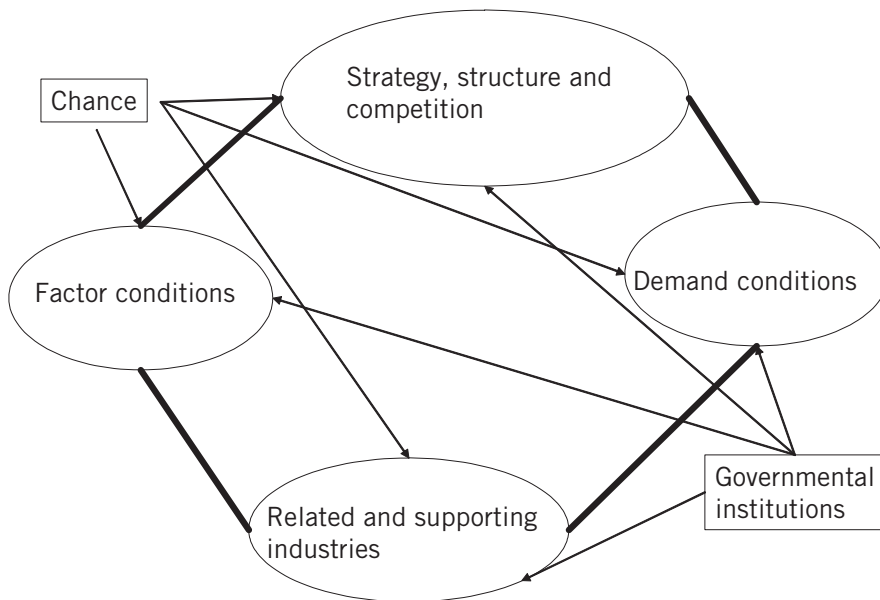 Strategy, structure and
competition
Chance
Factor conditions
Demand conditions
Related and supporting
industries
Governmental
institutions